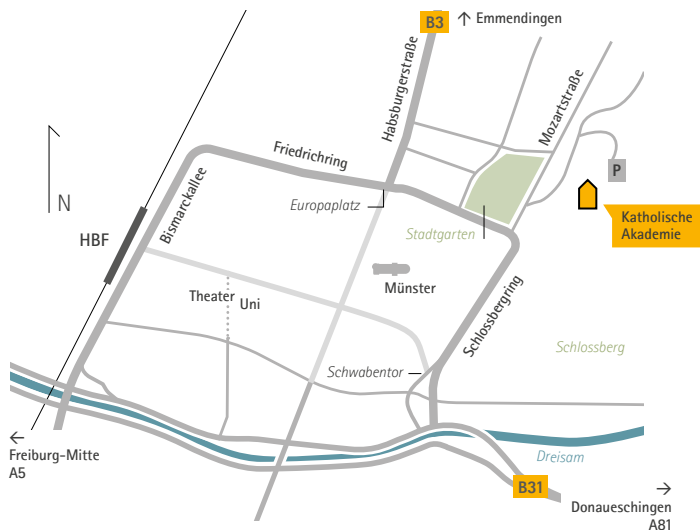 B3
↑ Emmendingen
Habsburgerstraße
Mozartstraße
Friedrichring
P
N
Bismarckallee
Europaplatz
Katholische
Akademie
Stadtgarten
HBF
Münster
Theater
Uni
Schlossbergring
Schlossberg
Schwabentor
←
Freiburg-Mitte
A5
Dreisam
B31
→
Donaueschingen
A81